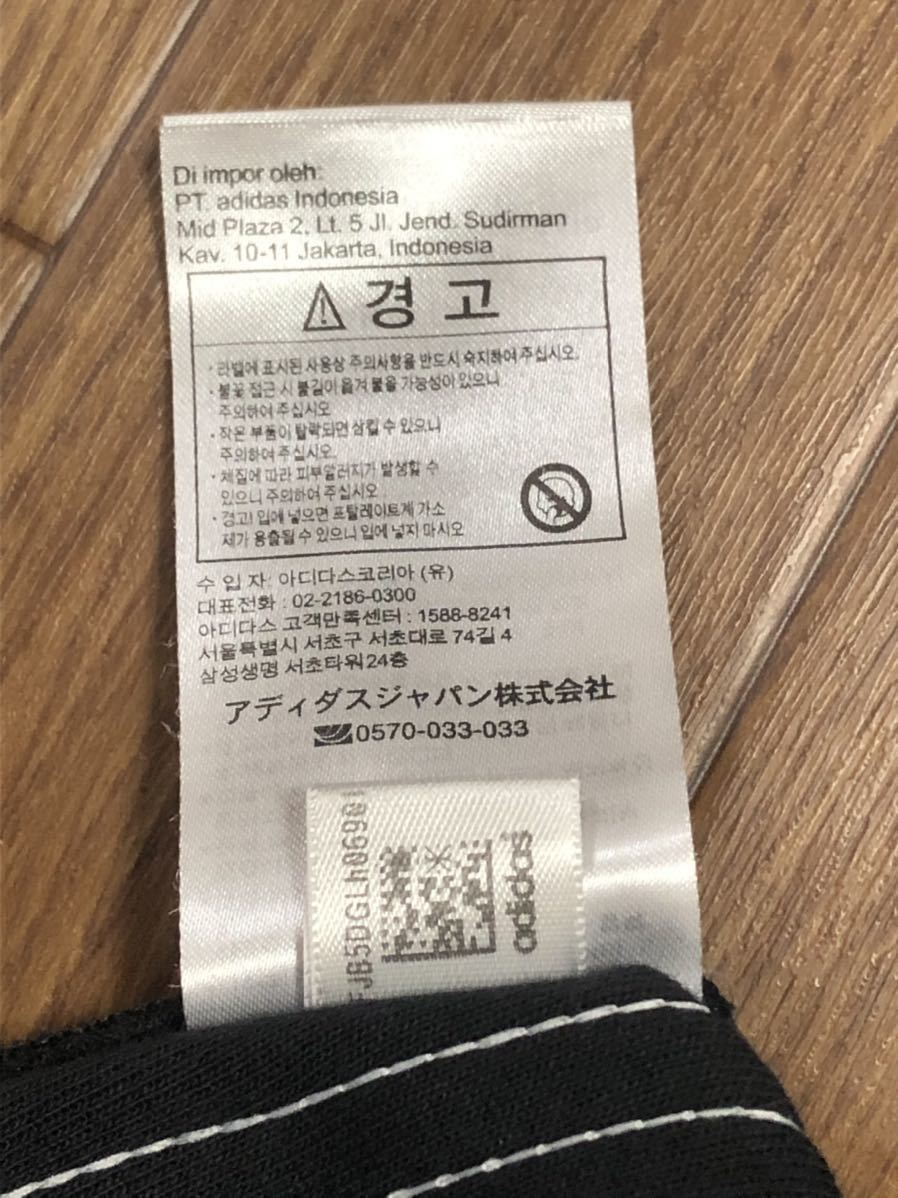 Di impor oleh:
PT. adidas Indonesia
Mid Plaza 2, Lt. 5 Jl. Jend. Sudirman
Kav. 10-11 Jakarta, Indonesia
경 고
· 라벨에 표시된 사용상 주의사항을 반드시 숙지하여 주십시오.
· 불꽃 접근 시 불길이 옮겨 붙을 가능성이 있으니
주의하여 주십시오
· 작은 부품이 탈락되면 삼킬 수 있으니
주의하여 주십시오.
· 체질에 따라 피부알러지가 발생할 수
있으니 주의하여 주십시오
· 경고! 입에 넣으면 프탈레이트계 가소
제가 용출될 수 있으니 입에 넣지 마시오
수 입 자: 아디다스코리아 (유)
대표전화 : 02-2186-0300
아디다스 고객만족센터 : 1588-8241
서울특별시 서초구 서초대로 74길 4
삼성생명 서초타워 24층
アディダスジャパン株式会社
0570-033-033
adidas